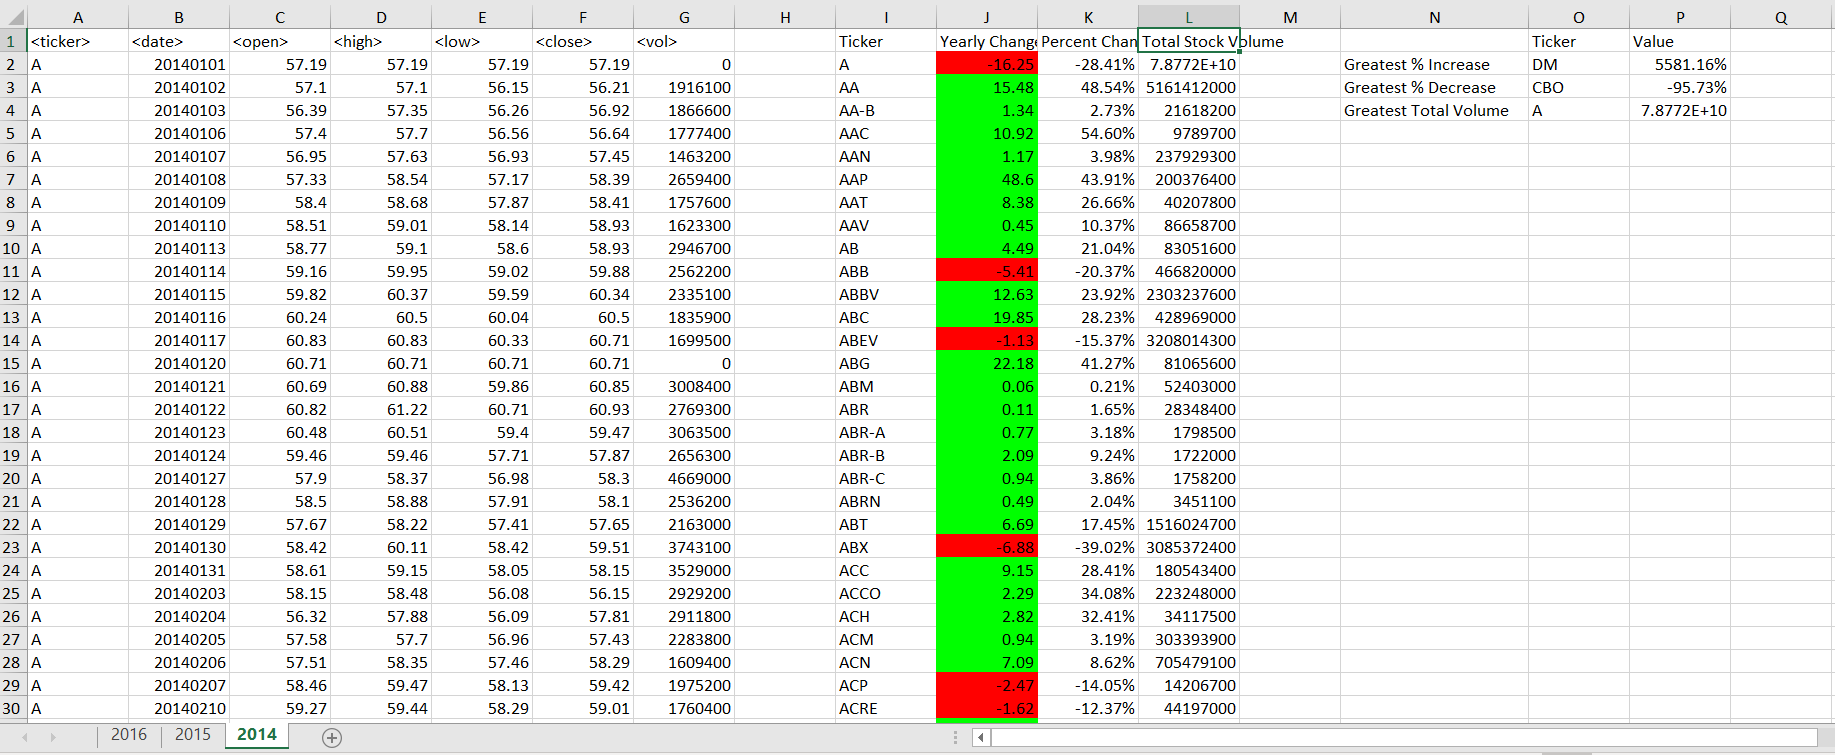 A B C D E F G H I J K L M N O P Q
1 <ticker> <date> <open> <high> <low> <close> <vol> Ticker Yearly Change Percent Chan Total Stock Volume Ticker Value
2 A 20140101 57.19 57.19 57.19 57.19 0 A -16.25 -28.41% 7.8772E+10 Greatest % Increase DM 5581.16%
3 A 20140102 57.1 57.1 56.15 56.21 1916100 AA 15.48 48.54% 5161412000 Greatest % Decrease CBO -95.73%
4 A 20140103 56.39 57.35 56.26 56.92 1866600 AA-B 1.34 2.73% 21618200 Greatest Total Volume A 7.8772E+10
5 A 20140106 57.4 57.7 56.56 56.64 1777400 AAC 10.92 54.60% 9789700
6 A 20140107 56.95 57.63 56.93 57.45 1463200 AAN 1.17 3.98% 237929300
7 A 20140108 57.33 58.54 57.17 58.39 2659400 AAP 48.6 43.91% 200376400
8 A 20140109 58.4 58.68 57.87 58.41 1757600 AAT 8.38 26.66% 40207800
9 A 20140110 58.51 59.01 58.14 58.93 1623300 AAV 0.45 10.37% 86658700
10 A 20140113 58.77 59.1 58.6 58.93 2946700 AB 4.49 21.04% 83051600
11 A 20140114 59.16 59.95 59.02 59.88 2562200 ABB -5.41 -20.37% 466820000
12 A 20140115 59.82 60.37 59.59 60.34 2335100 ABBV 12.63 23.92% 2303237600
13 A 20140116 60.24 60.5 60.04 60.5 1835900 ABC 19.85 28.23% 428969000
14 A 20140117 60.83 60.83 60.33 60.71 1699500 ABEV -1.13 -15.37% 3208014300
15 A 20140120 60.71 60.71 60.71 60.71 0 ABG 22.18 41.27% 81065600
16 A 20140121 60.69 60.88 59.86 60.85 3008400 ABM 0.06 0.21% 52403000
17 A 20140122 60.82 61.22 60.71 60.93 2769300 ABR 0.11 1.65% 28348400
18 A 20140123 60.48 60.51 59.4 59.47 3063500 ABR-A 0.77 3.18% 1798500
19 A 20140124 59.46 59.46 57.71 57.87 2656300 ABR-B 2.09 9.24% 1722000
20 A 20140127 57.9 58.37 56.98 58.3 4669000 ABR-C 0.94 3.86% 1758200
21 A 20140128 58.5 58.88 57.91 58.1 2536200 ABRN 0.49 2.04% 3451100
22 A 20140129 57.67 58.22 57.41 57.65 2163000 ABT 6.69 17.45% 1516024700
23 A 20140130 58.42 60.11 58.42 59.51 3743100 ABX -6.88 -39.02% 3085372400
24 A 20140131 58.61 59.15 58.05 58.15 3529000 ACC 9.15 28.41% 180543400
25 A 20140203 58.15 58.48 56.08 56.15 2929200 ACCO 2.29 34.08% 223248000
26 A 20140204 56.32 57.88 56.09 57.81 2911800 ACH 2.82 32.41% 34117500
27 A 20140205 57.58 57.7 56.96 57.43 2283800 ACM 0.94 3.19% 303393900
28 A 20140206 57.51 58.35 57.46 58.29 1609400 ACN 7.09 8.62% 705479100
29 A 20140207 58.46 59.47 58.13 59.42 1975200 ACP -2.47 -14.05% 14206700
30 A 20140210 59.27 59.44 58.29 59.01 1760400 ACRE -1.62 -12.37% 44197000
2016 2015 2014